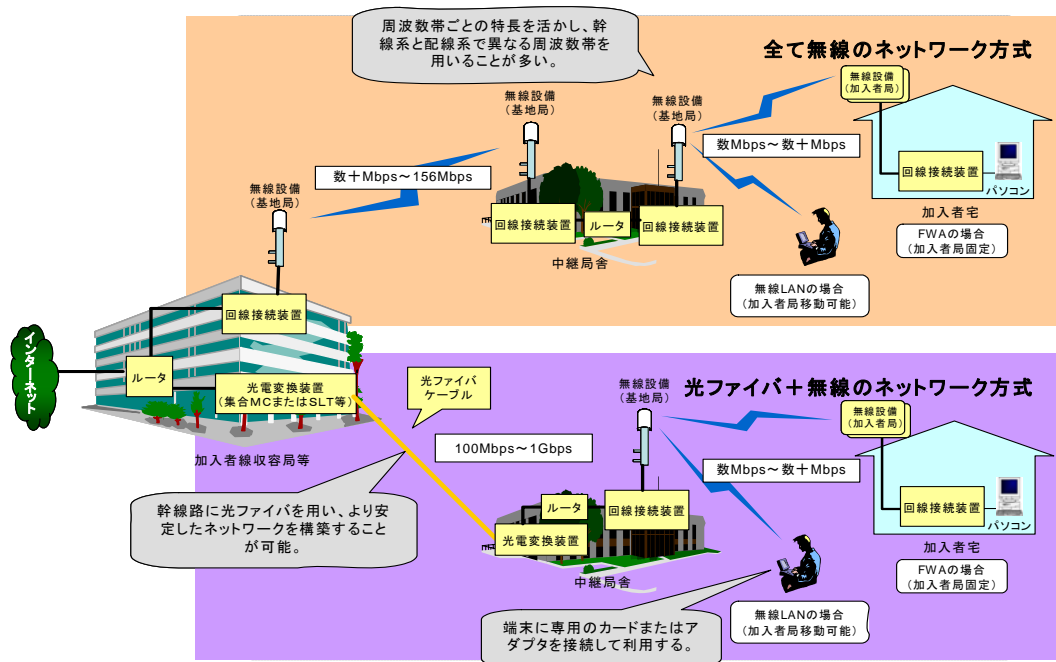 周波数帯ごとの特長を活かし、幹
線系と配線系で異なる周波数帯を
用いることが多い。
全て無線のネットワーク方式
無線設備
(基地局)
無線設備
(基地局)
無線設備
(加入者局)
数十Mbps～156Mbps
数Mbps～数十Mbps
無線設備
(基地局)
回線接続装置
ルータ
回線接続装置
中継局舎
回線接続装置
パソコン
加入者宅
FWAの場合
(加入者局固定)
無線LANの場合
(加入者局移動可能)
回線接続装置
インターネット
ルータ
光電変換装置
(集合MCまたはSLT等)
加入者線収容局等
光ファイバ
ケーブル
光ファイバ＋無線のネットワーク方式
無線設備
(基地局)
無線設備
(加入者局)
100Mbps～1Gbps
数Mbps～数十Mbps
幹線路に光ファイバを用い、より安
定したネットワークを構築すること
が可能。
ルータ
回線接続装置
光電変換装置
中継局舎
回線接続装置
パソコン
加入者宅
FWAの場合
(加入者局固定)
無線LANの場合
(加入者局移動可能)
端末に専用のカードまたはア
ダプタを接続して利用する。